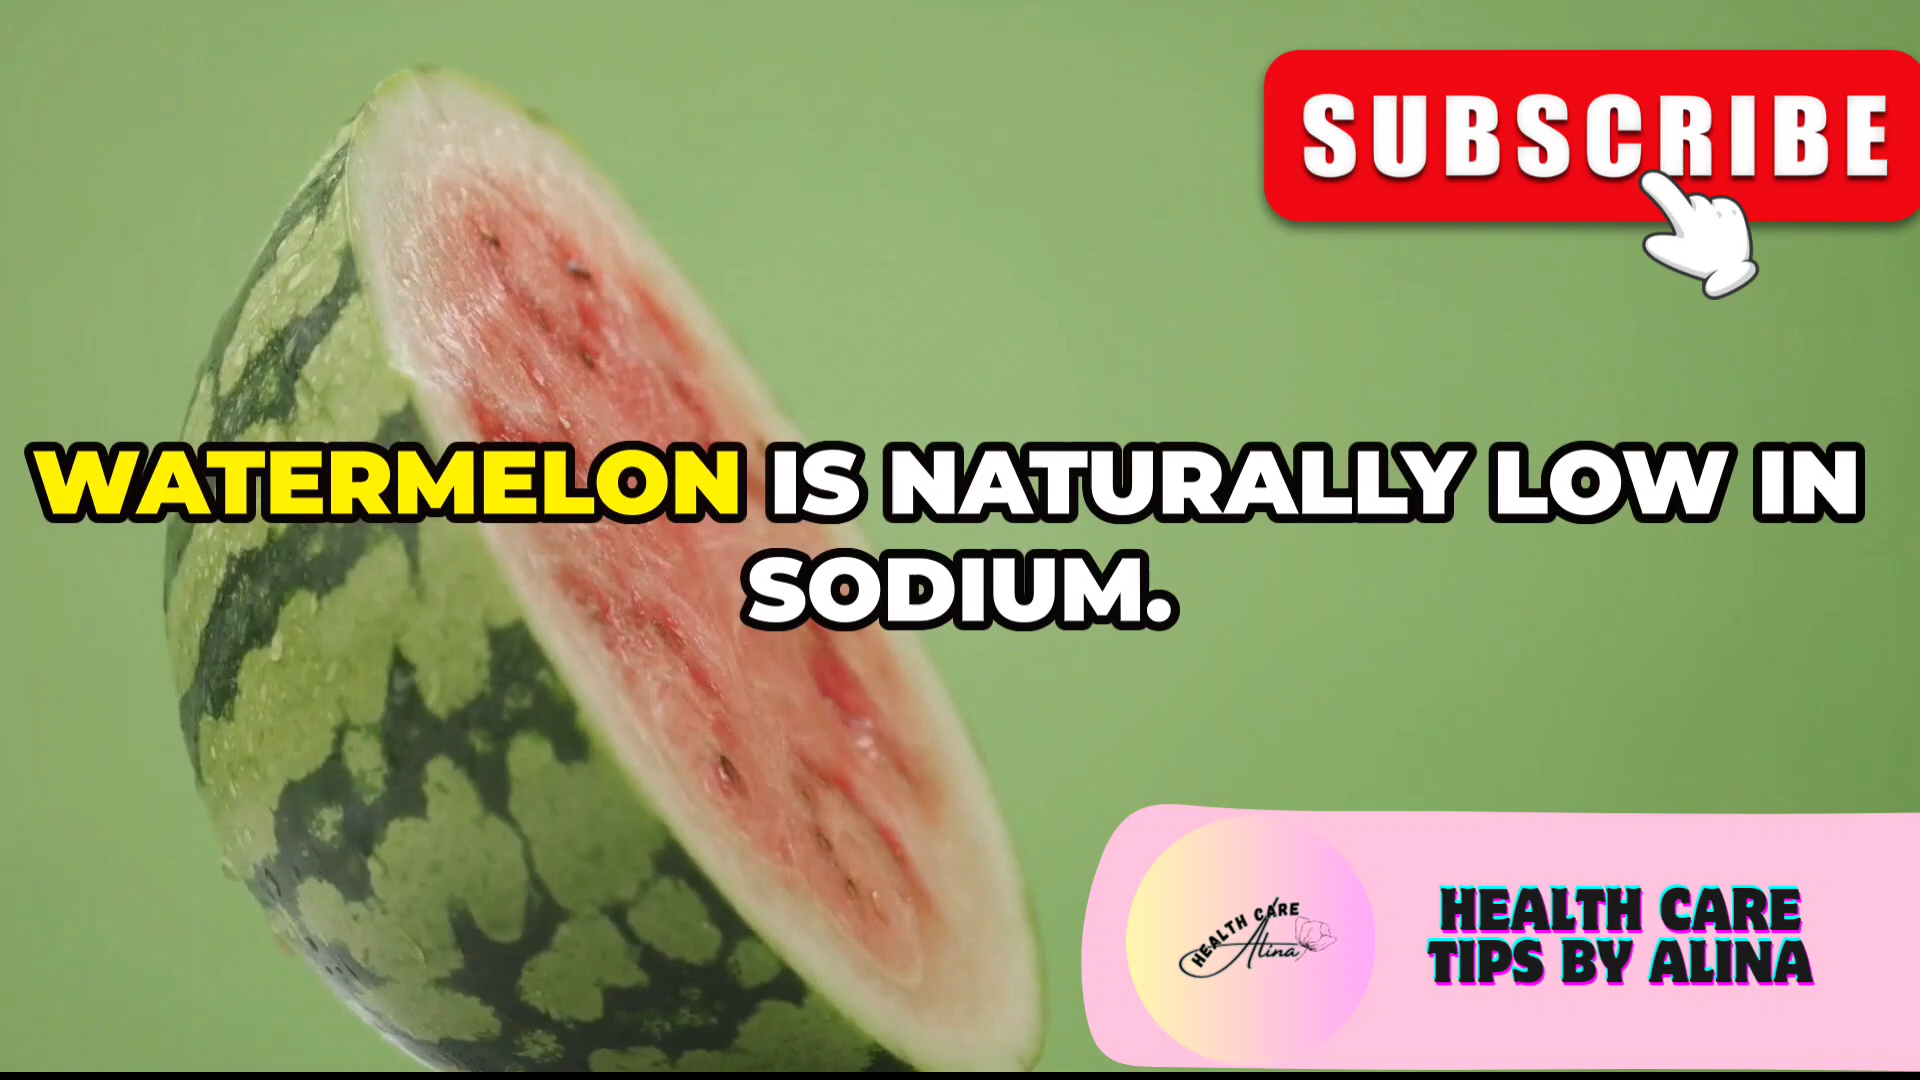 SUBSCRIBE
WATERMELON IS NATURALLY LOW IN
SODIUM.
HEALTH CARE
Alina
HEALTH CARE
TIPS BY ALINA